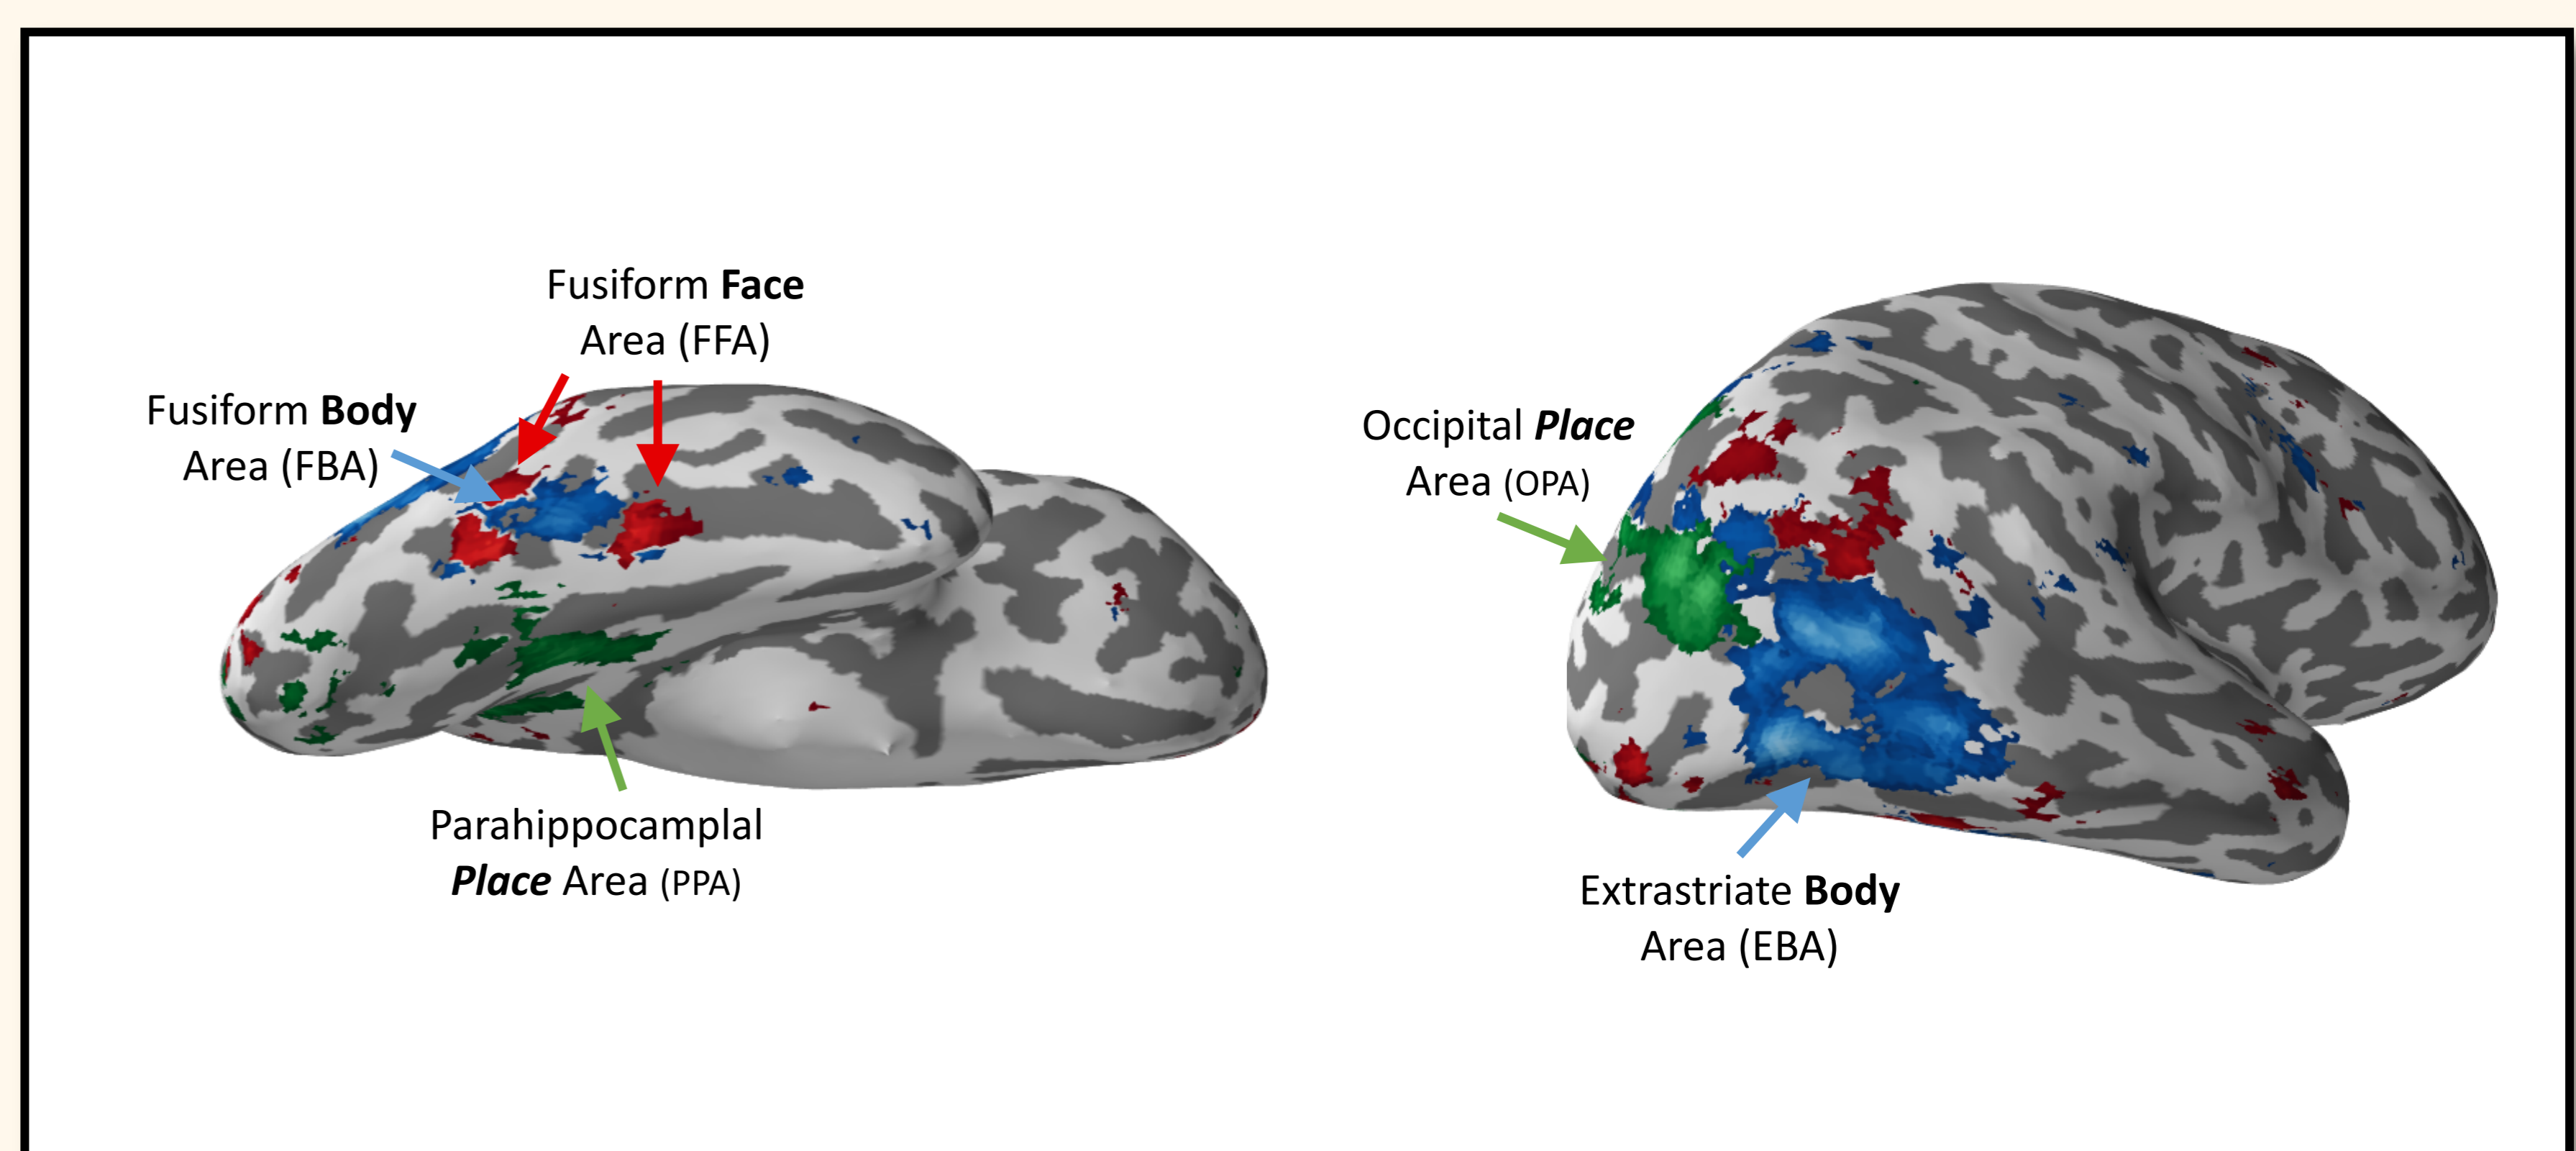 Fusiform Face
Area (FFA)
Fusiform Body
Area (FBA)
Parahippocamplal
Place Area (PPA)
Occipital Place
Area (OPA)
Extrastriate Body
Area (EBA)